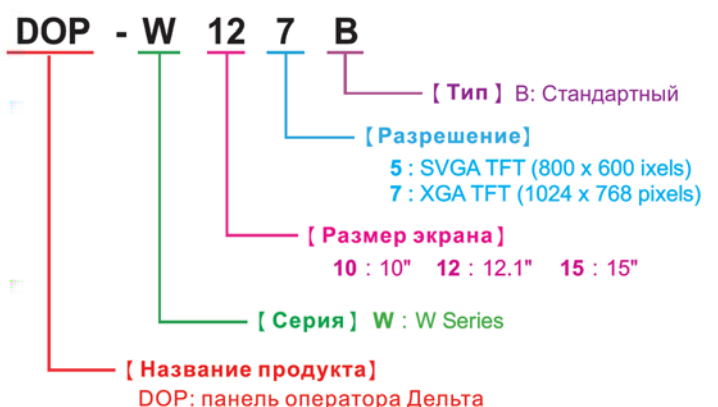 DOP - W 12 7 B
【Тип】 B: Стандартный
【Разрешение】
5 : SVGA TFT (800 x 600 ixels)
7 : XGA TFT (1024 x 768 pixels)
【Размер экрана】
10 : 10" 12 : 12.1" 15 : 15"
【Серия】 W : W Series
【Название продукта】
DOP: панель оператора Дельта